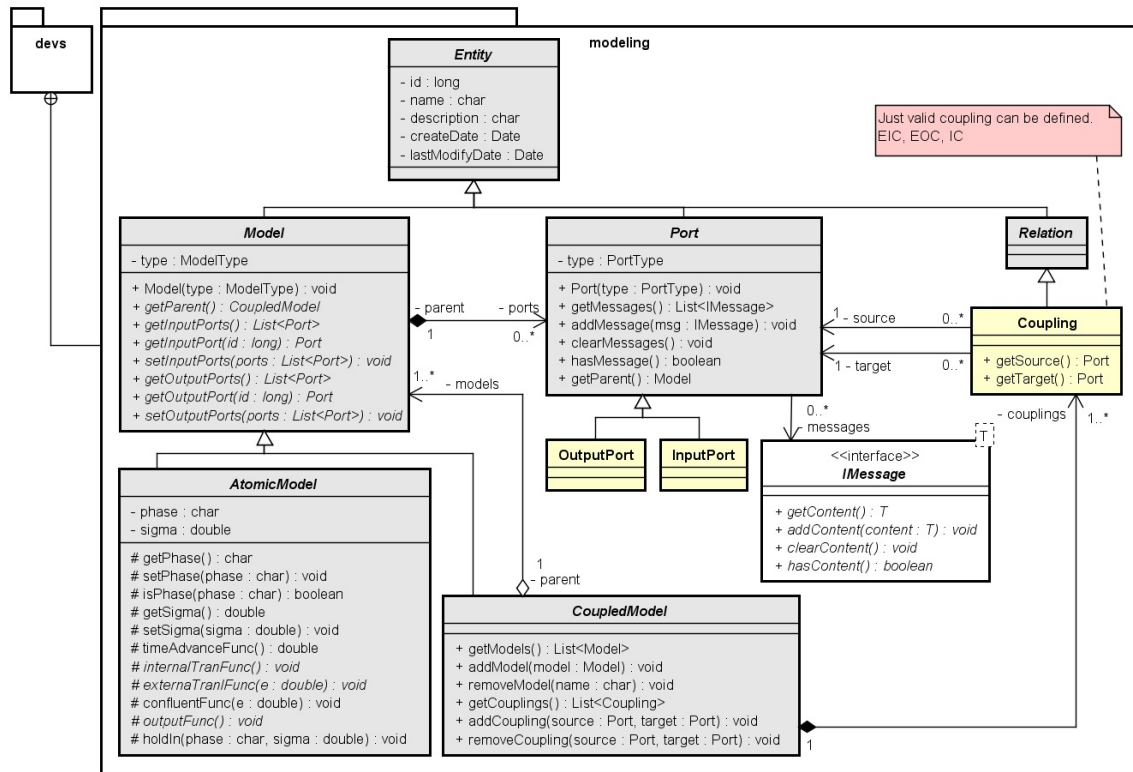 devs
modeling
Entity
- id : long
- name : char
- description : char
- createDate : Date
- lastModifyDate : Date
Just valid coupling can be defined.
EIC, EOC, IC
Model
- type : ModelType
+ Model(type : ModelType) : void
+ getParent() : CoupledModel
+ getInputPorts() : List<Port>
+ getInputPort(id : long) : Port
+ setInputPorts(ports : List<Port>) : void
+ getOutputPorts() : List<Port>
+ getOutputPort(id : long) : Port
+ setOutputPorts(ports : List<Port>) : void
- parent
1
- ports
0..*
1..*
- models
Port
- type : PortType
+ Port(type : PortType) : void
+ getMessages() : List<IMessage>
+ addMessage(msg : IMessage) : void
+ clearMessages() : void
+ hasMessage() : boolean
+ getParent() : Model
Relation
1 - source
0..*
1 - target
0..*
Coupling
+ getSource() : Port
+ getTarget() : Port
- couplings
1..*
OutputPort
InputPort
0..*
- messages
T
<<interface>>
IMessage
+ getContent() : T
+ addContent(content : T) : void
+ clearContent() : void
+ hasContent() : boolean
AtomicModel
- phase : char
- sigma : double
# getPhase() : char
# setPhase(phase : char) : void
# isPhase(phase : char) : boolean
# getSigma() : double
# setSigma(sigma : double) : void
# timeAdvanceFunc() : double
# internalTranFunc() : void
# externaTranlFunc(e : double) : void
# confluentFunc(e : double) : void
# outputFunc() : void
# holdIn(phase : char, sigma : double) : void
1
- parent
CoupledModel
+ getModels() : List<Model>
+ addModel(model : Model) : void
+ removeModel(name : char) : void
+ getCouplings() : List<Coupling>
+ addCoupling(source : Port, target : Port) : void
+ removeCoupling(source : Port, target : Port) : void
1